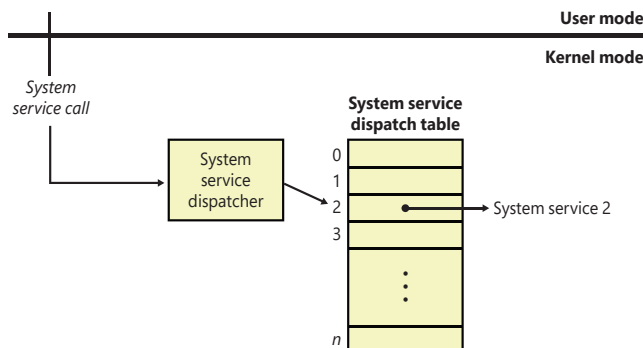 User mode
Kernel mode
System
service call
System service
dispatch table
System
service
dispatcher
0
1
2
3
n
System service 2